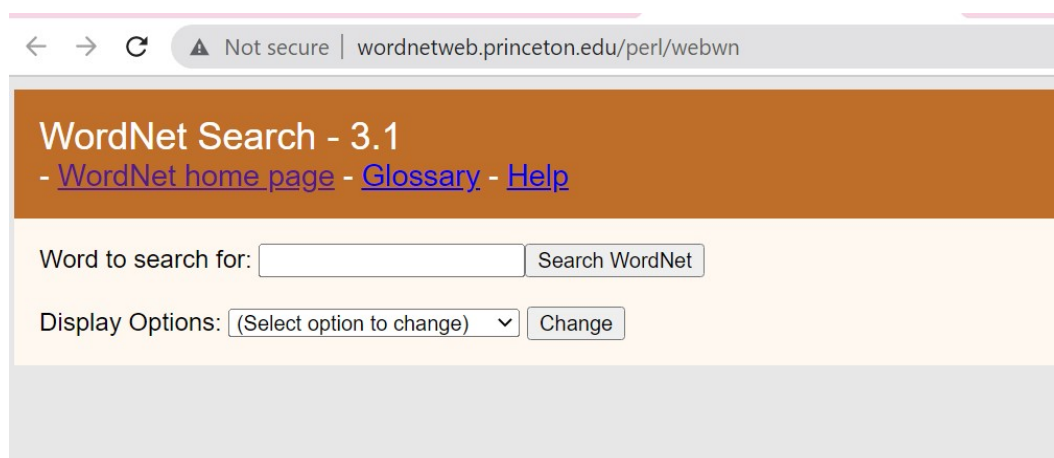 Not secure | wordnetweb.princeton.edu/perl/webwn
WordNet Search - 3.1
- WordNet home page - Glossary - Help
Word to search for: Search WordNet
Display Options: (Select option to change) Change